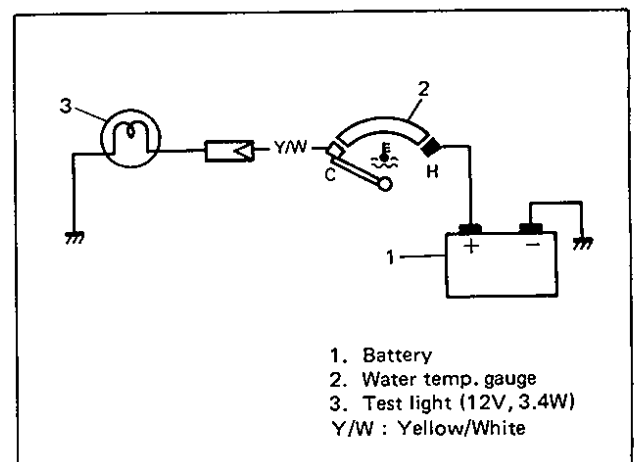 2
3
Y/W
C
H
+ −
1
1. Battery
2. Water temp. gauge
3. Test light (12V, 3.4W)
Y/W : Yellow/White